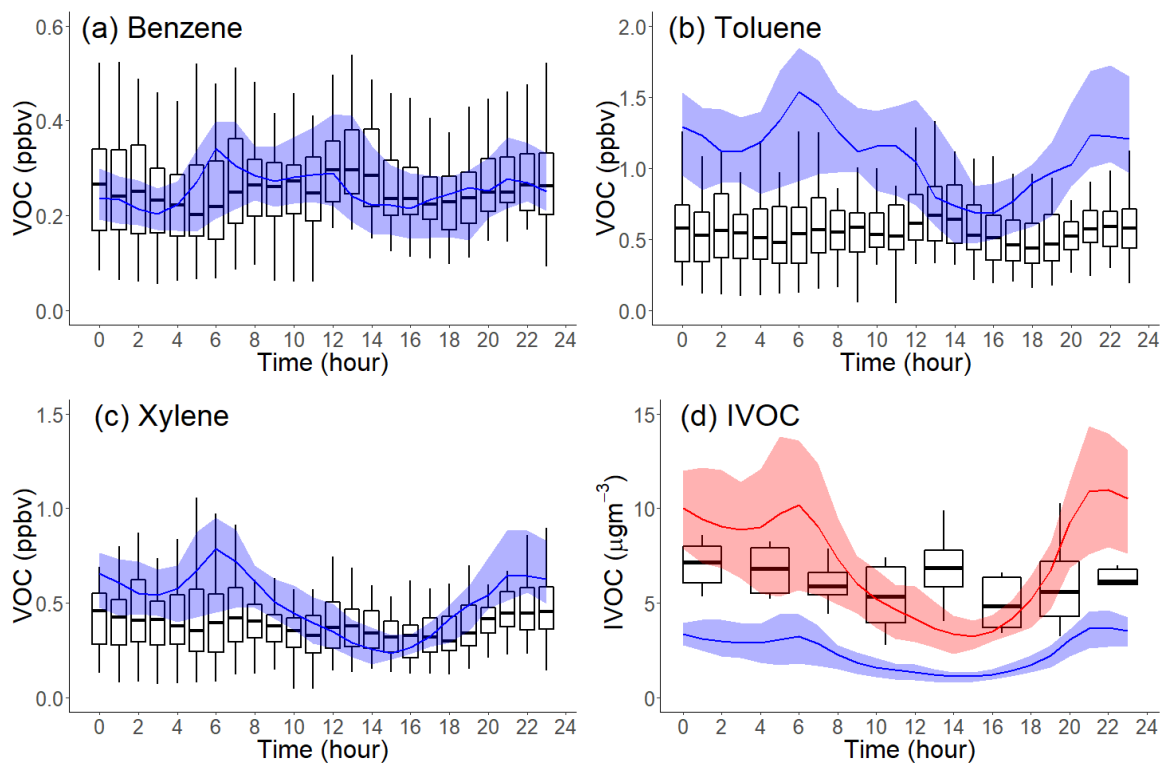 (a) Benzene
VOC (ppbv)
0.6
0.4
0.2
0.0
0 2 4 6 8 10 12 14 16 18 20 22 24
Time (hour)
(b) Toluene
VOC (ppbv)
2.0
1.5
1.0
0.5
0.0
0 2 4 6 8 10 12 14 16 18 20 22 24
Time (hour)
(c) Xylene
VOC (ppbv)
1.5
1.0
0.5
0.0
0 2 4 6 8 10 12 14 16 18 20 22 24
Time (hour)
(d) IVOC
IVOC (µgm⁻³)
15
10
5
0
0 2 4 6 8 10 12 14 16 18 20 22 24
Time (hour)